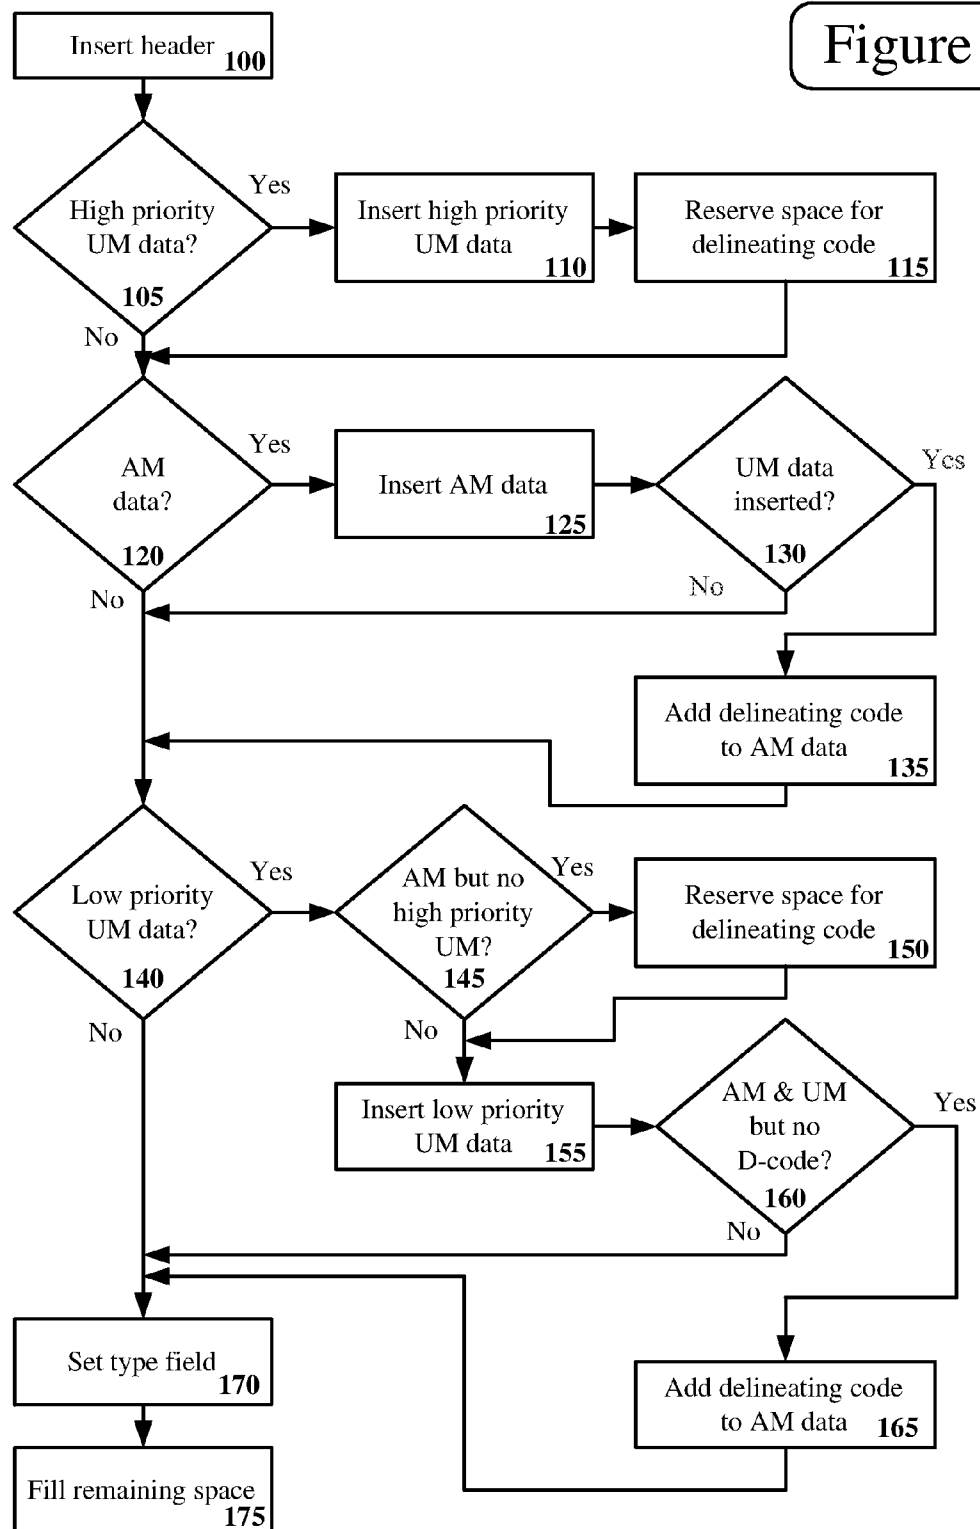 Figure
Insert header
100
Yes
High priority
UM data?
105
No
Insert high priority
UM data
110
Reserve space for
delineating code
115
AM
data?
120
Yes
No
Insert AM data
125
UM data
inserted?
130
Yes
No
Add delineating code
to AM data
135
Low priority
UM data?
140
Yes
No
AM but no
high priority
UM?
145
Yes
No
Reserve space for
delineating code
150
Insert low priority
UM data
155
AM & UM
but no
D-code?
160
Yes
No
Add delineating code
to AM data
165
Set type field
170
Fill remaining space
175